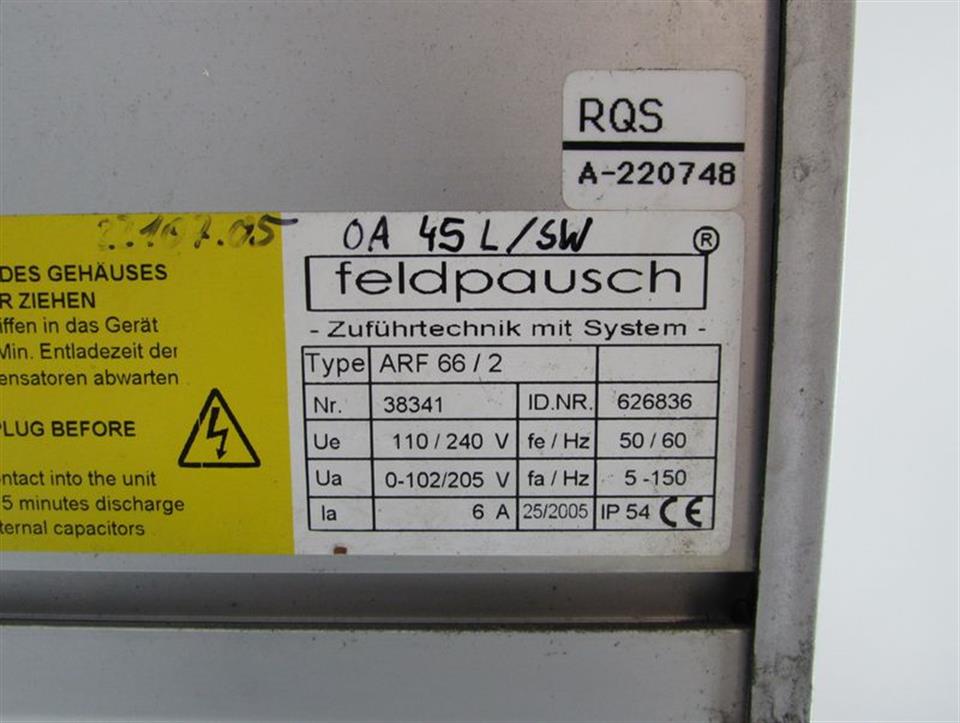 RQS
A-220748
OA 45 L/SW
feldpausch ®
- Zuführtechnik mit System -
Type ARF 66 / 2
Nr. 38341 ID.NR. 626836
Ue 110 / 240 V fe / Hz 50 / 60
Ua 0-102/205 V fa / Hz 5 -150
Ia 6 A 25/2005 IP 54 CE
DES GEHÄUSES
R ZIEHEN
iffen in das Gerät
Min. Entladezeit der
ensatoren abwarten
PLUG BEFORE
ontact into the unit
5 minutes discharge
ternal capacitors